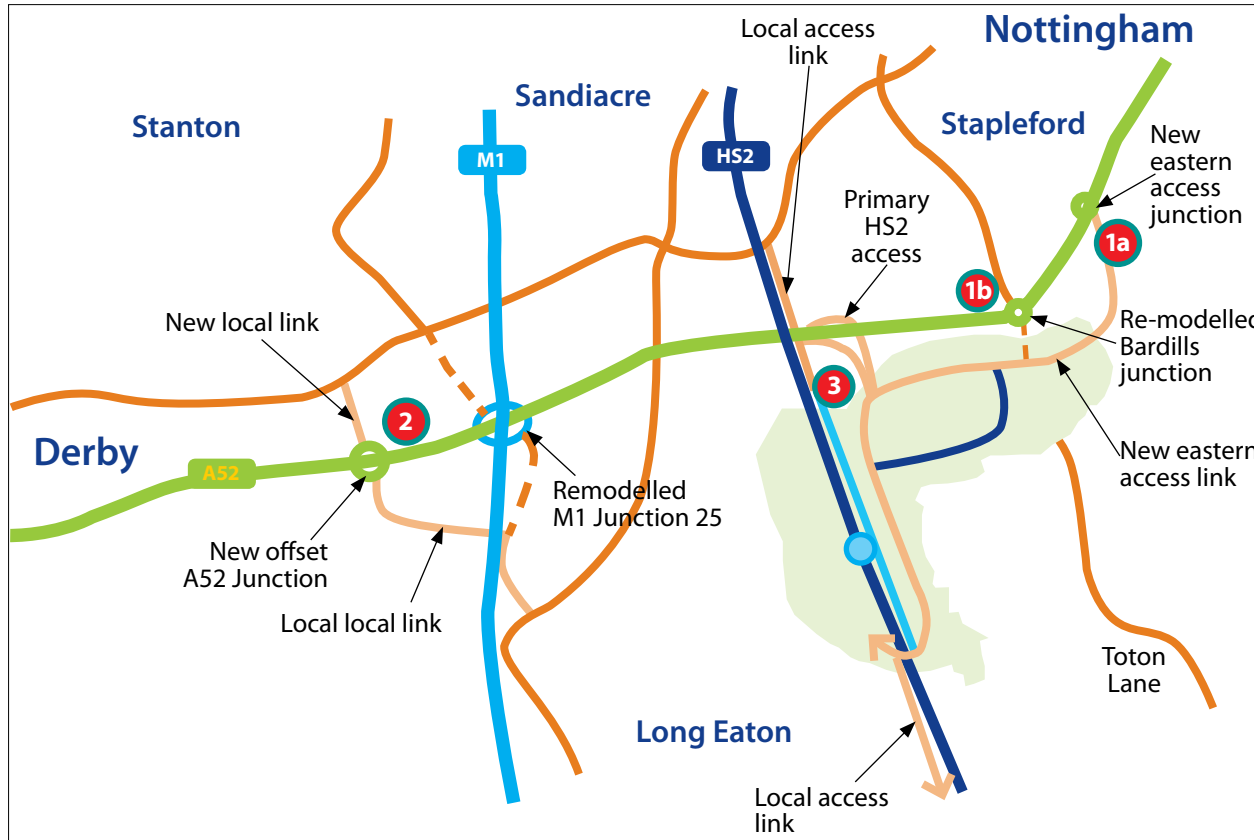 Local access
link
Nottingham
Sandiacre
Stanton
Stapleford
M1
HS2
New
eastern
access
junction
Primary
HS2
access
1a
1b
New local link
Re-modelled
Bardills
junction
3
2
Derby
A52
New eastern
access link
Remodelled
M1 Junction 25
New offset
A52 Junction
Local local link
Toton
Lane
Long Eaton
Local access
link